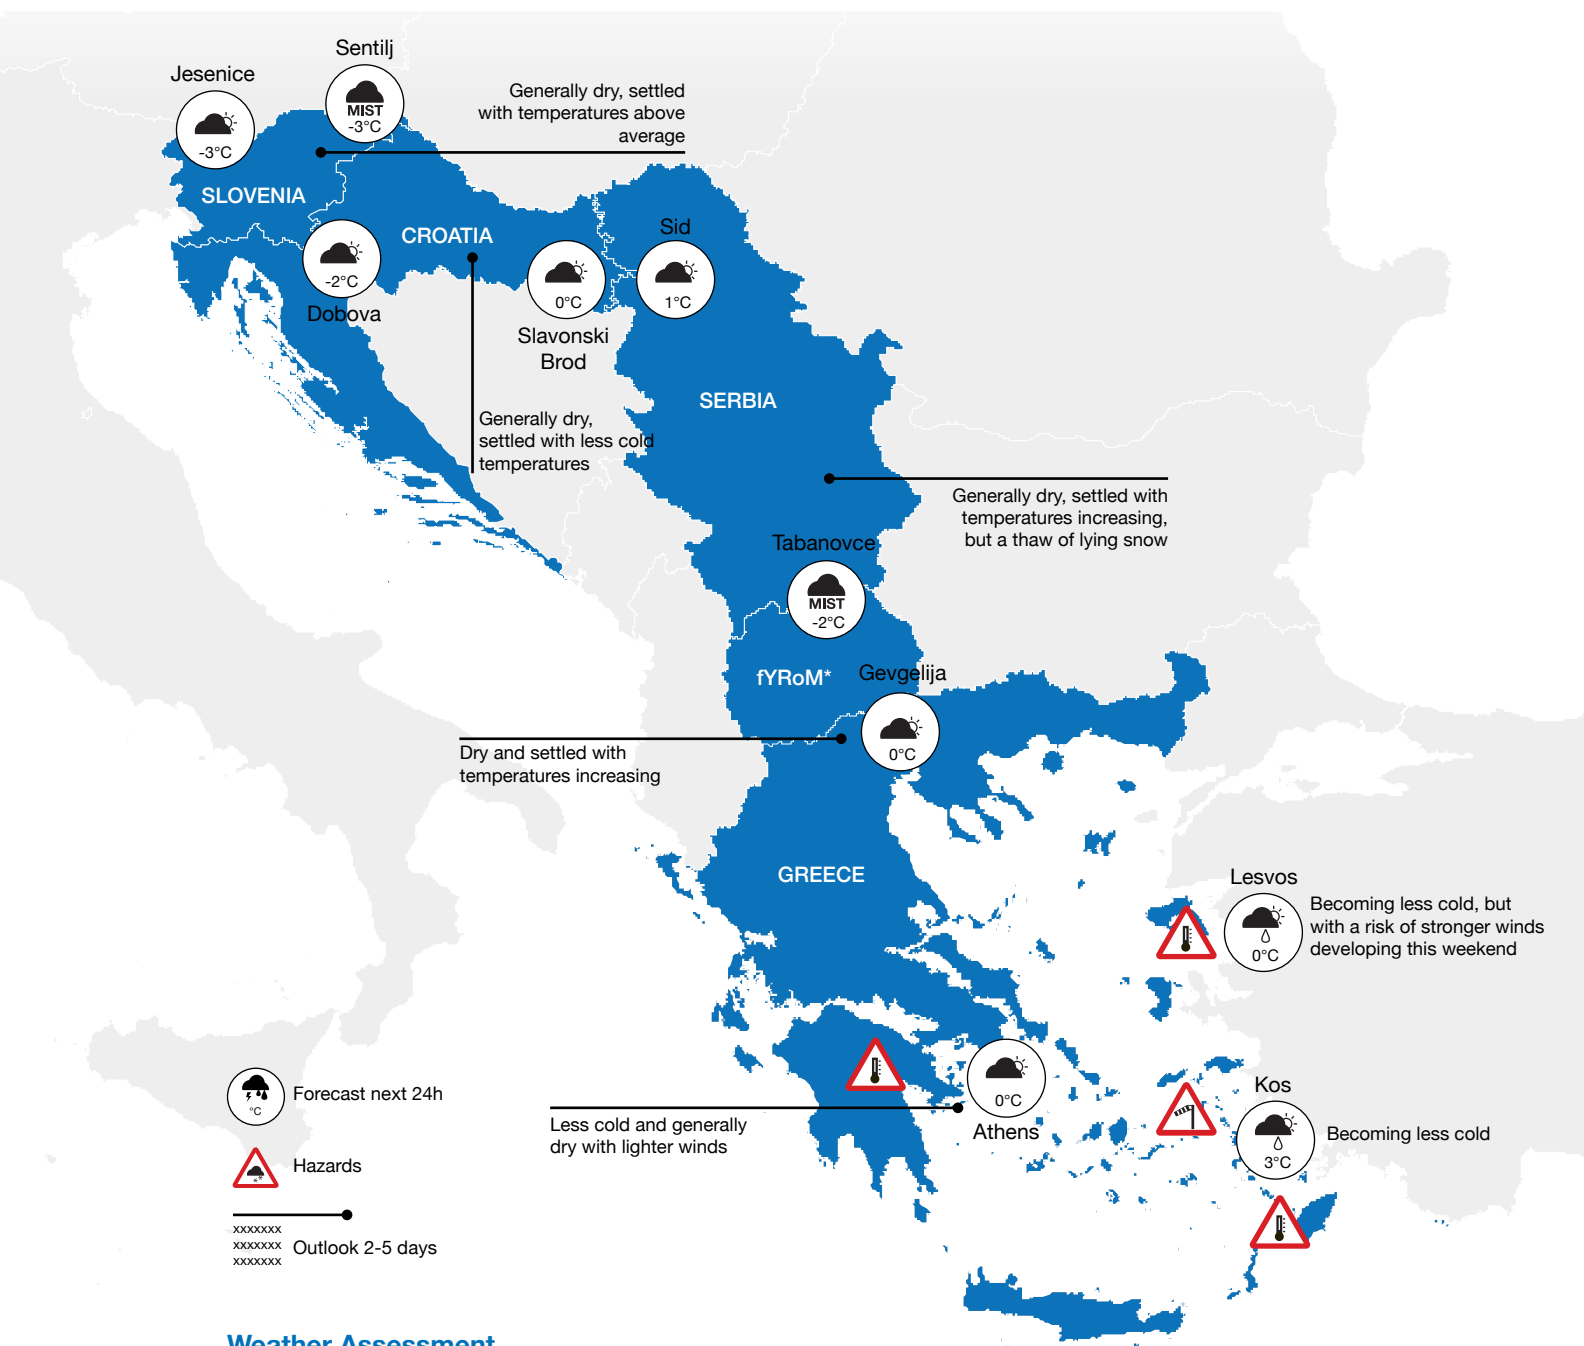 Sentilj
Jesenice
MIST
-3°C
-3°C
Generally dry, settled
with temperatures above
average
SLOVENIA
CROATIA
Sid
-2°C
Dobova
0°C
Slavonski
Brod
1°C
SERBIA
Generally dry,
settled with less cold
temperatures
Generally dry, settled with
temperatures increasing,
but a thaw of lying snow
Tabanovce
MIST
-2°C
fYRoM*
Gevgelija
0°C
Dry and settled with
temperatures increasing
GREECE
Lesvos
0°C
Becoming less cold, but
with a risk of stronger winds
developing this weekend
0°C
Athens
Less cold and generally
dry with lighter winds
Kos
3°C
Becoming less cold
°C
Forecast next 24h
Hazards
xxxxxxx
xxxxxxx
xxxxxxx
Outlook 2-5 days
Weather Assessment